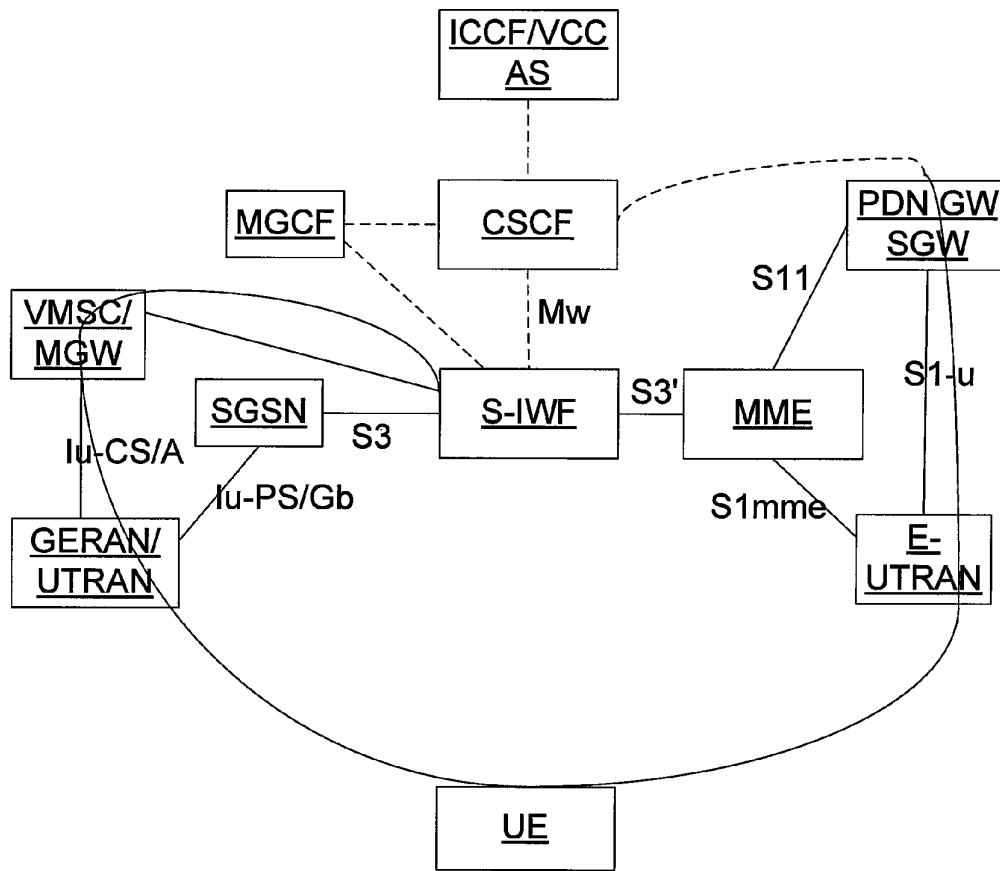 ICCF/VCC
AS
MGCF
CSCF
PDN GW
SGW
S11
Mw
VMSC/
MGW
S1-u
SGSN
S3
S-IWF
S3'
MME
Iu-CS/A
Iu-PS/Gb
S1mme
GERAN/
UTRAN
E-
UTRAN
UE